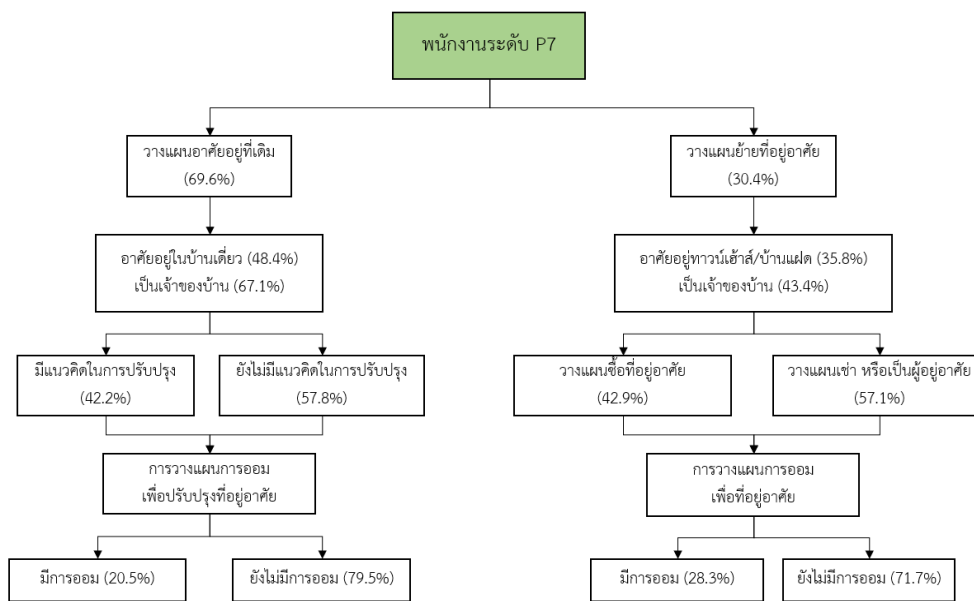 พนักงานระดับ P7
วางแผนอาศัยอยู่ที่เดิม
(69.6%)
วางแผนย้ายที่อยู่อาศัย
(30.4%)
อาศัยอยู่ในบ้านเดี่ยว (48.4%)
เป็นเจ้าของบ้าน (67.1%)
อาศัยอยู่ทาวน์เฮ้าส์/บ้านแฝด (35.8%)
เป็นเจ้าของบ้าน (43.4%)
มีแนวคิดในการปรับปรุง
(42.2%)
ยังไม่มีแนวคิดในการปรับปรุง
(57.8%)
วางแผนซื้อที่อยู่อาศัย
(42.9%)
วางแผนเช่า หรือเป็นผู้อยู่อาศัย
(57.1%)
การวางแผนการออม
เพื่อปรับปรุงที่อยู่อาศัย
การวางแผนการออม
เพื่อที่อยู่อาศัย
มีการออม (20.5%)
ยังไม่มีการออม (79.5%)
มีการออม (28.3%)
ยังไม่มีการออม (71.7%)